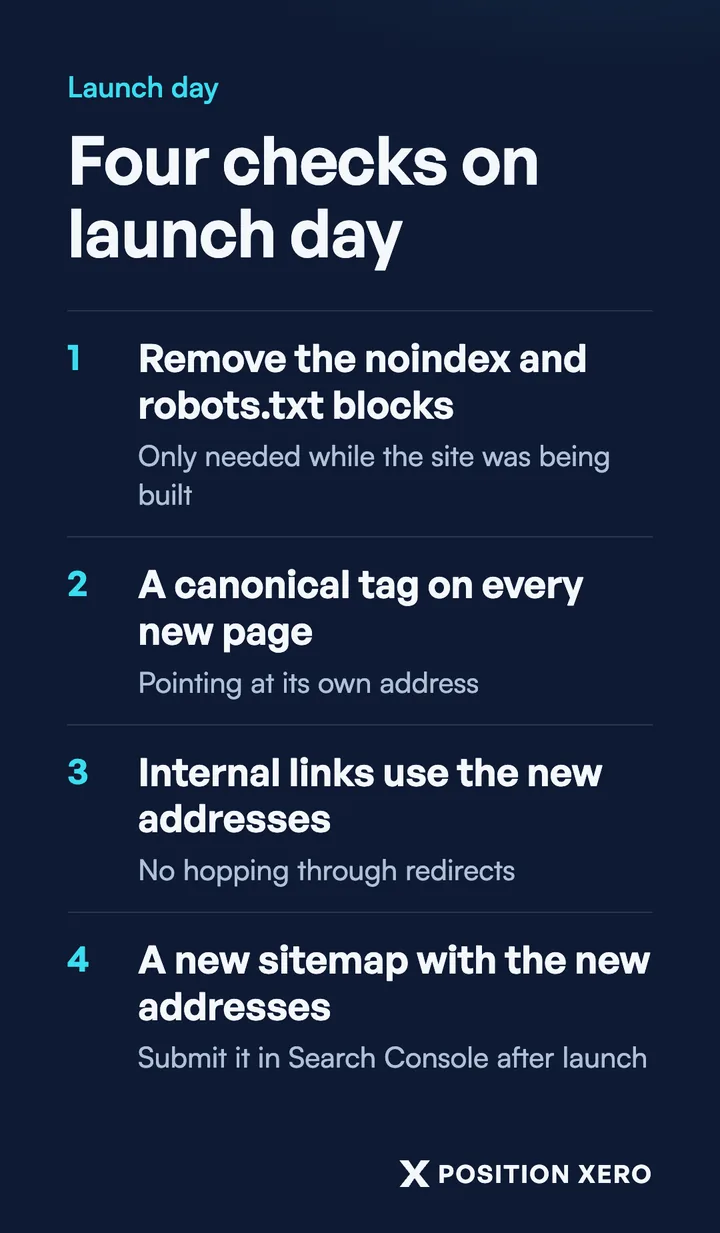 Launch day
Four checks on
launch day
1
Remove the noindex and
robots.txt blocks
Only needed while the site was being
built
2
A canonical tag on every
new page
Pointing at its own address
3
Internal links use the new
addresses
No hopping through redirects
4
A new sitemap with the new
addresses
Submit it in Search Console after launch
X POSITION XERO